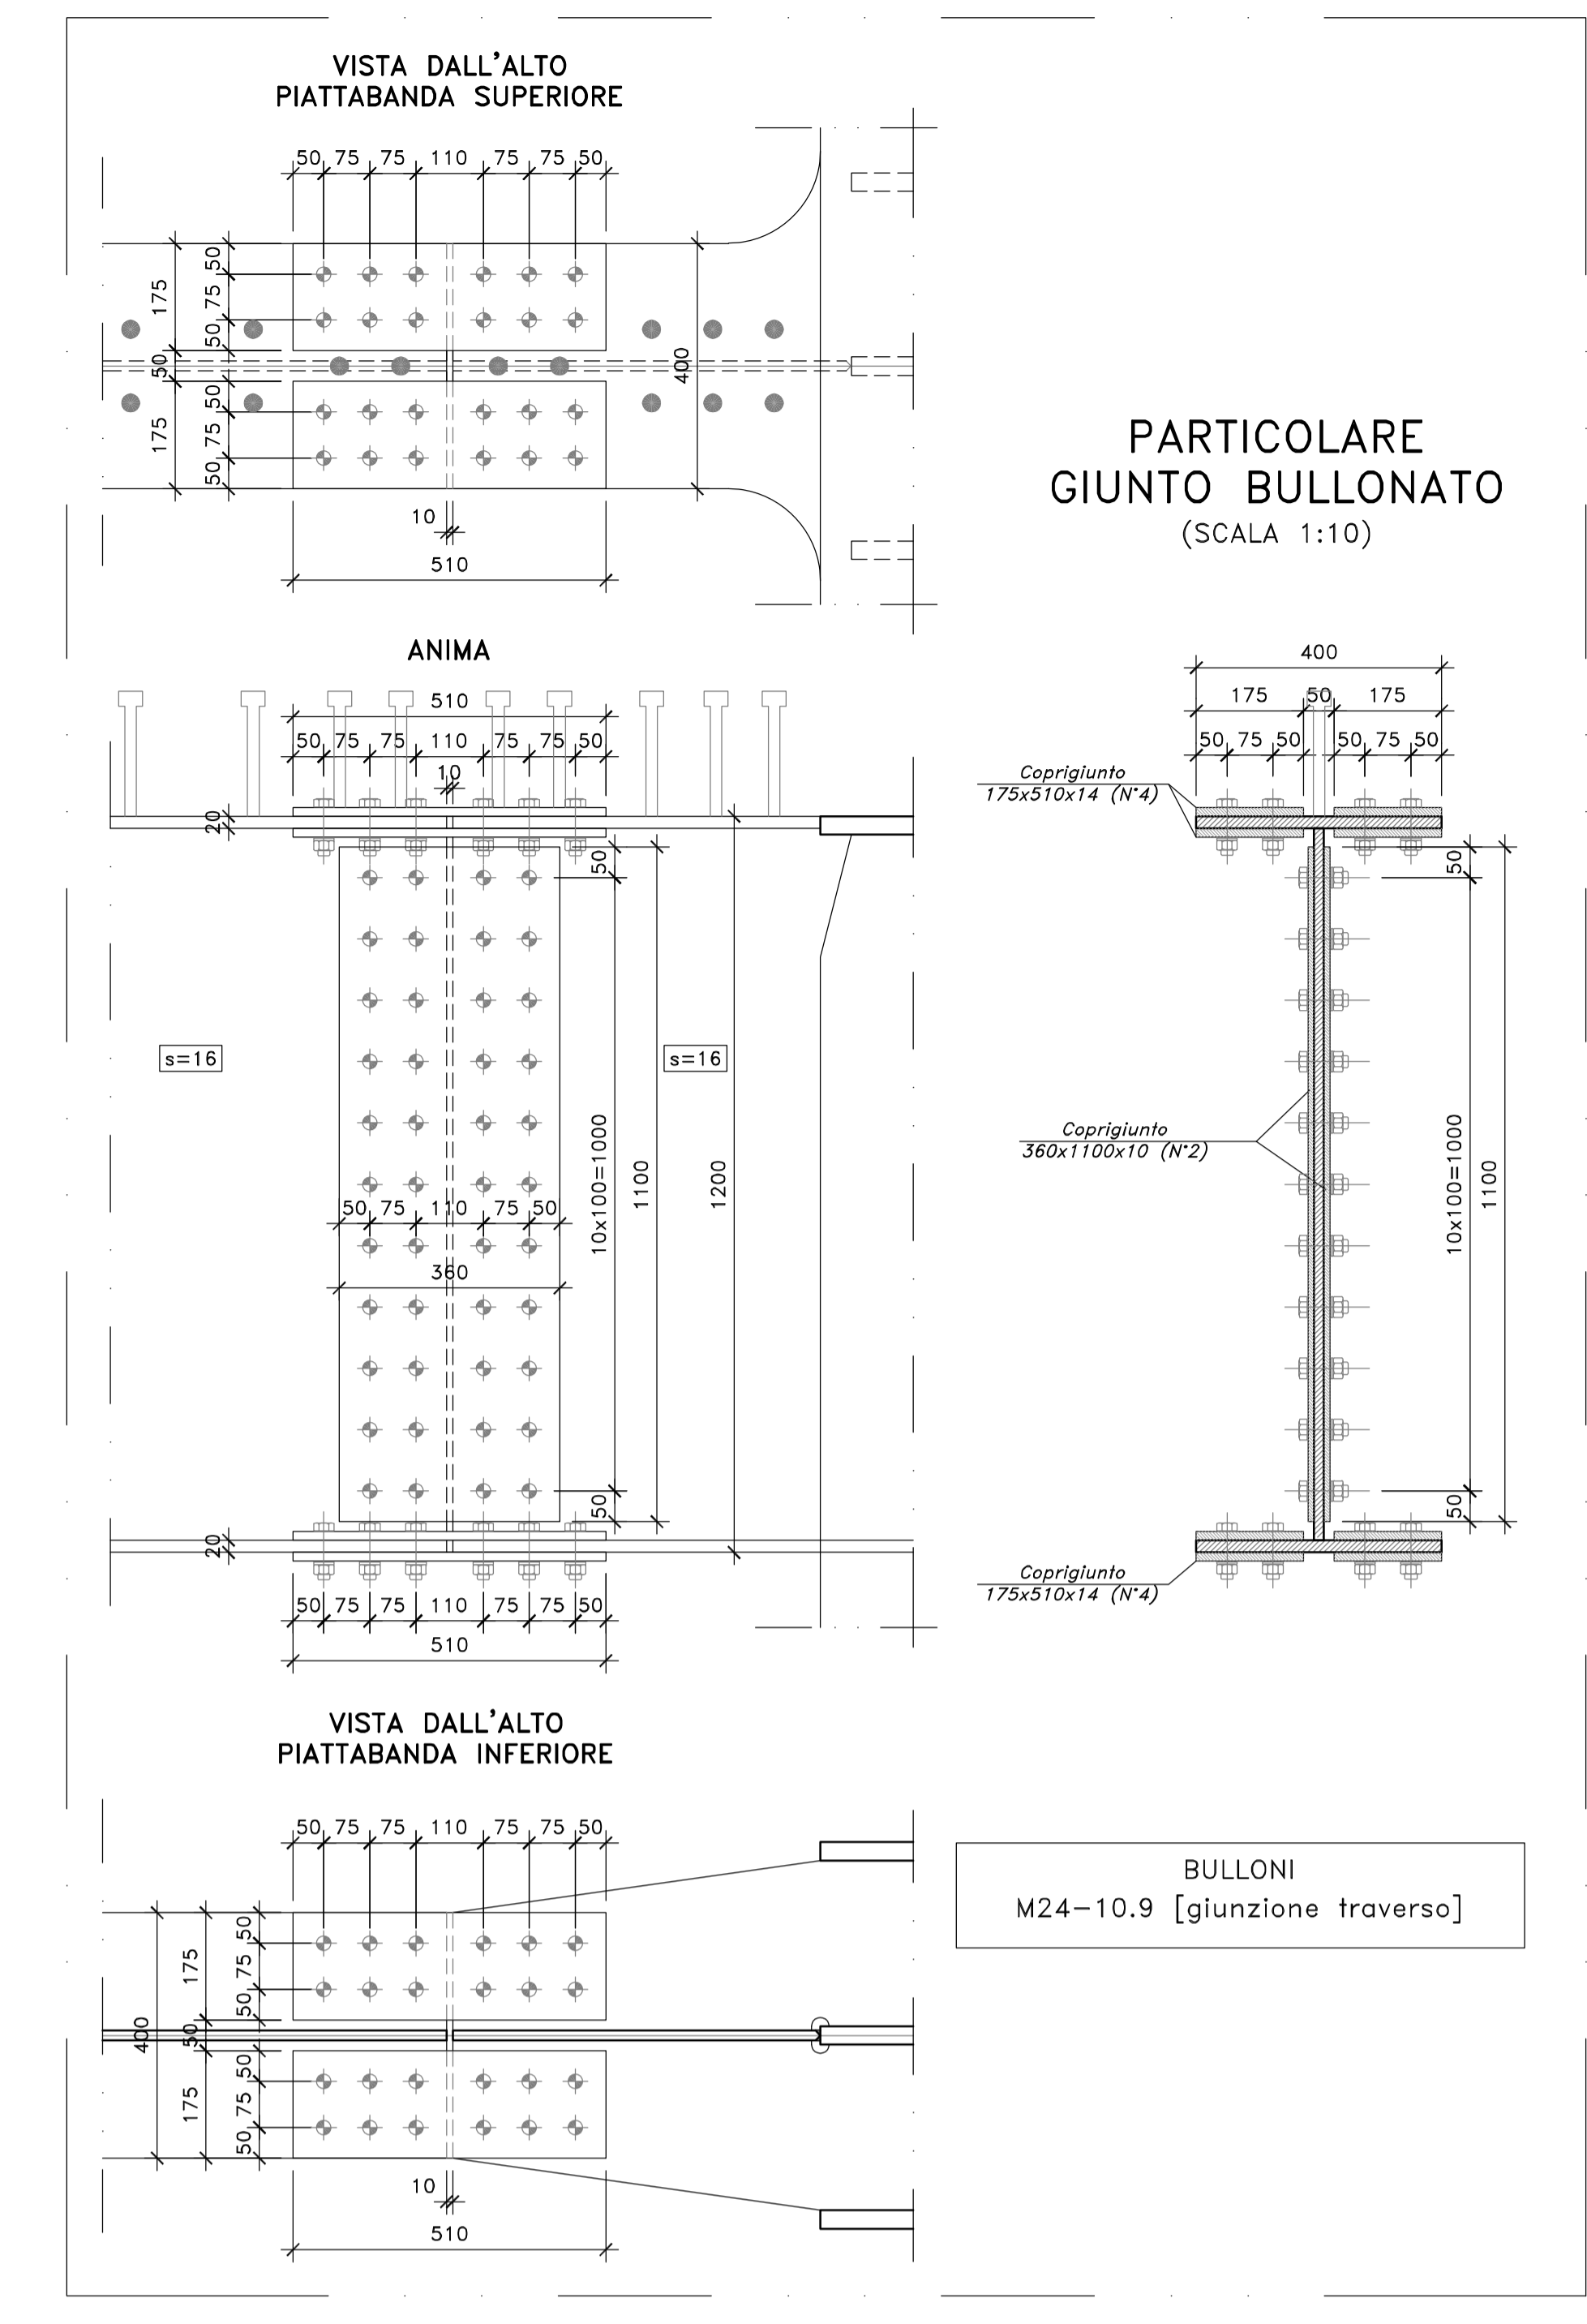 VISTA DALL'ALTO
PIATTABANDA SUPERIORE
50 75 75 110 75 75 50
175 50 175
50 75 50 50 75 50
400
10
510
PARTICOLARE
GIUNTO BULLONATO
(SCALA 1:10)
ANIMA
510
50 75 75 110 75 75 50
10
20
50
s=16
s=16
10x100=1000
1100
1200
50 75 110 75 50
360
50
20
50 75 75 110 75 75 50
510
400
175 50 175
50 75 50 50 75 50
Coprigiunto
175x510x14 (N°4)
50
Coprigiunto
360x1100x10 (N°2)
10x100=1000
1100
50
Coprigiunto
175x510x14 (N°4)
VISTA DALL'ALTO
PIATTABANDA INFERIORE
50 75 75 110 75 75 50
400
175 50 175
50 75 50 50 75 50
10
510
BULLONI
M24-10.9 [giunzione traverso]